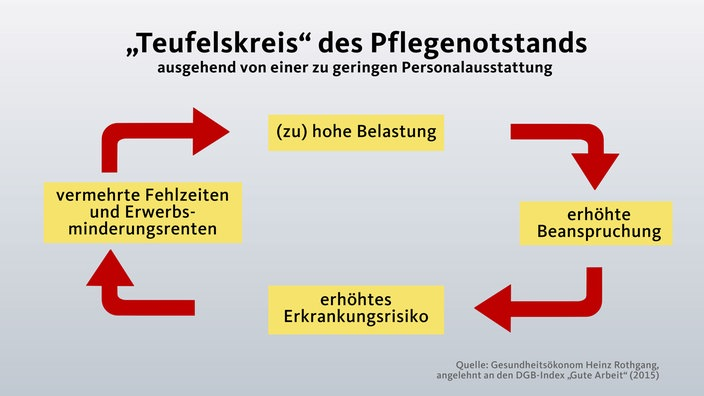 „Teufelskreis“ des Pflegenotstands
ausgehend von einer zu geringen Personalausstattung
(zu) hohe Belastung
erhöhte
Beanspruchung
erhöhtes
Erkrankungsrisiko
vermehrte Fehlzeiten
und Erwerbs-
minderungsrenten
Quelle: Gesundheitsökonom Heinz Rothgang,
angelehnt an den DGB-Index „Gute Arbeit“ (2015)